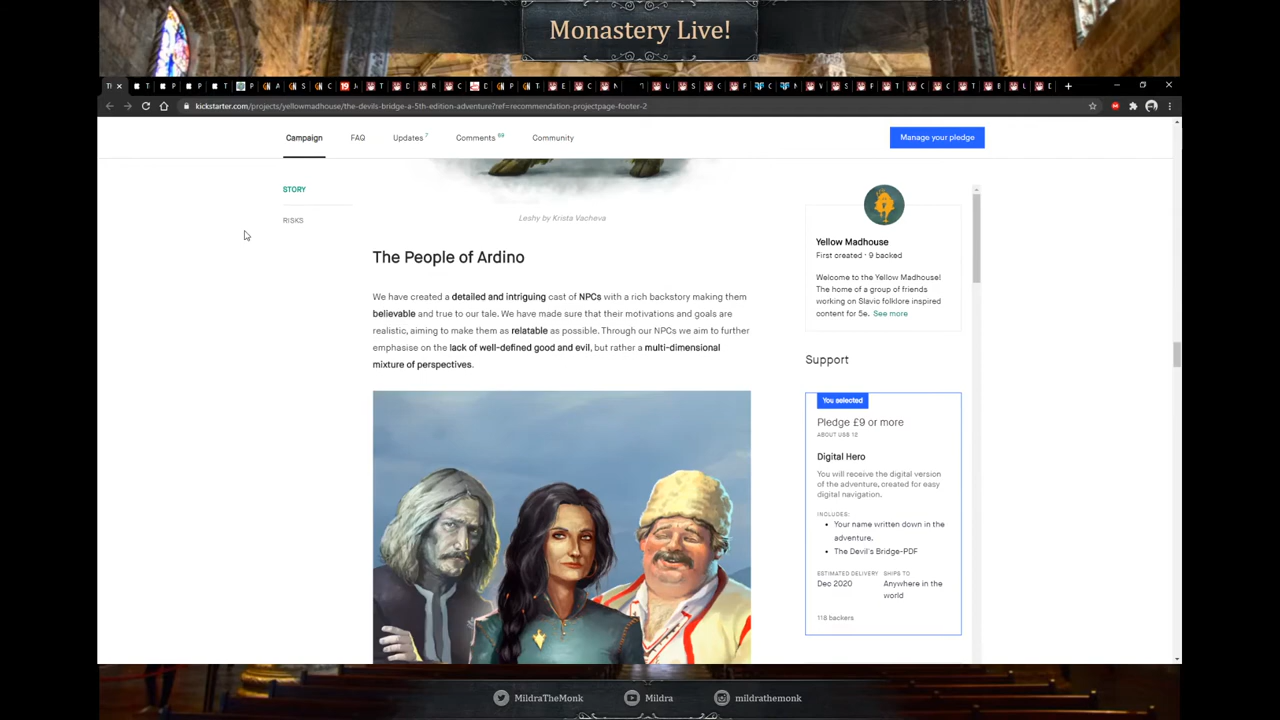 Monastery Live!
kickstarter.com/projects/yellowmadhouse/the-devils-bridge-a-5th-edition-adventure?ref=recommendation-projectpage-footer-2
Campaign
FAQ
Updates 7
Comments 69
Community
Manage your pledge
STORY
RISKS
Leshy by Krista Vacheva
The People of Ardino
We have created a detailed and intriguing cast of NPCs with a rich backstory making them
believable and true to our tale. We have made sure that their motivations and goals are
realistic, aiming to make them as relatable as possible. Through our NPCs we aim to further
emphasise on the lack of well-defined good and evil, but rather a multi-dimensional
mixture of perspectives.
Yellow Madhouse
First created · 9 backed
Welcome to the Yellow Madhouse!
The home of a group of friends
working on Slavic folklore inspired
content for 5e. See more
Support
You selected
Pledge £9 or more
ABOUT US$ 12
Digital Hero
You will receive the digital version
of the adventure, created for easy
digital navigation.
INCLUDES:
• Your name written down in the
adventure.
• The Devil's Bridge-PDF
ESTIMATED DELIVERY
Dec 2020
SHIPS TO
Anywhere in the
world
118 backers
MildraTheMonk
Mildra
mildrathemonk